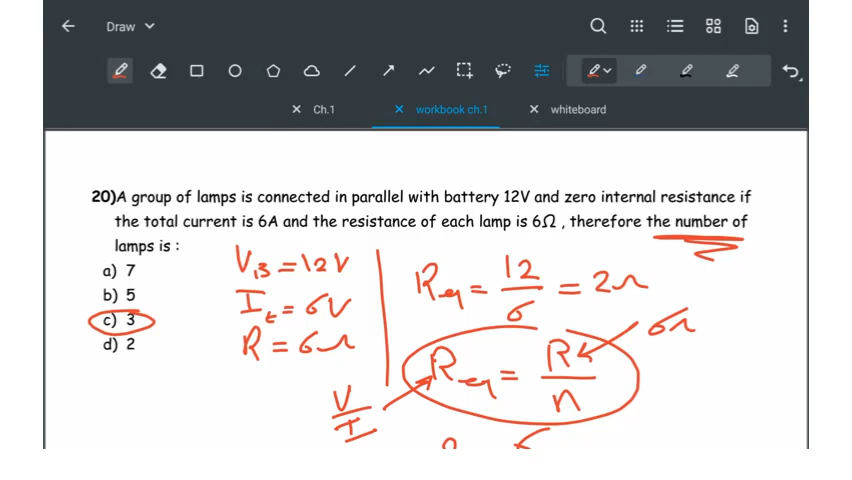 Draw
Ch.1
workbook ch.1
whiteboard
20)A group of lamps is connected in parallel with battery 12V and zero internal resistance if
the total current is 6A and the resistance of each lamp is 6Ω , therefore the number of
lamps is :
a) 7
b) 5
c) 3
d) 2
V_B = 12V
I_t = 6V
R = 6Ω
R_eq = 12/6 = 2Ω
R_eq = R/n
6Ω
V/I